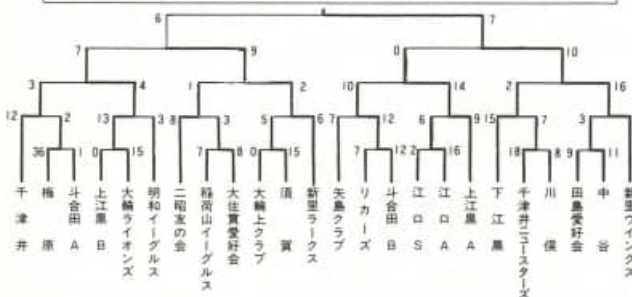 6 7
7 9 0 10
3 4 1 2 10 14 2 16
12 2 13 3 8 3 5 6 7 12 6 9 15 7 3
36 1 0 15 7 8 0 15 7 12 2 16 18 8 9 11
千津井
梅原
斗合田A
上江黒B
大輪ライオンズ
明和イーグルス
二昭友の会
稲荷山イーグルス
大佐貫愛好会
大輪上クラブ
須賀
新里ラークス
矢島クラブ
リカーズ
斗合田B
江口S
江口A
上江黒A
下江黒
千津井ニュースターズ
川俣
田島愛好会
中谷
新里ウイングス